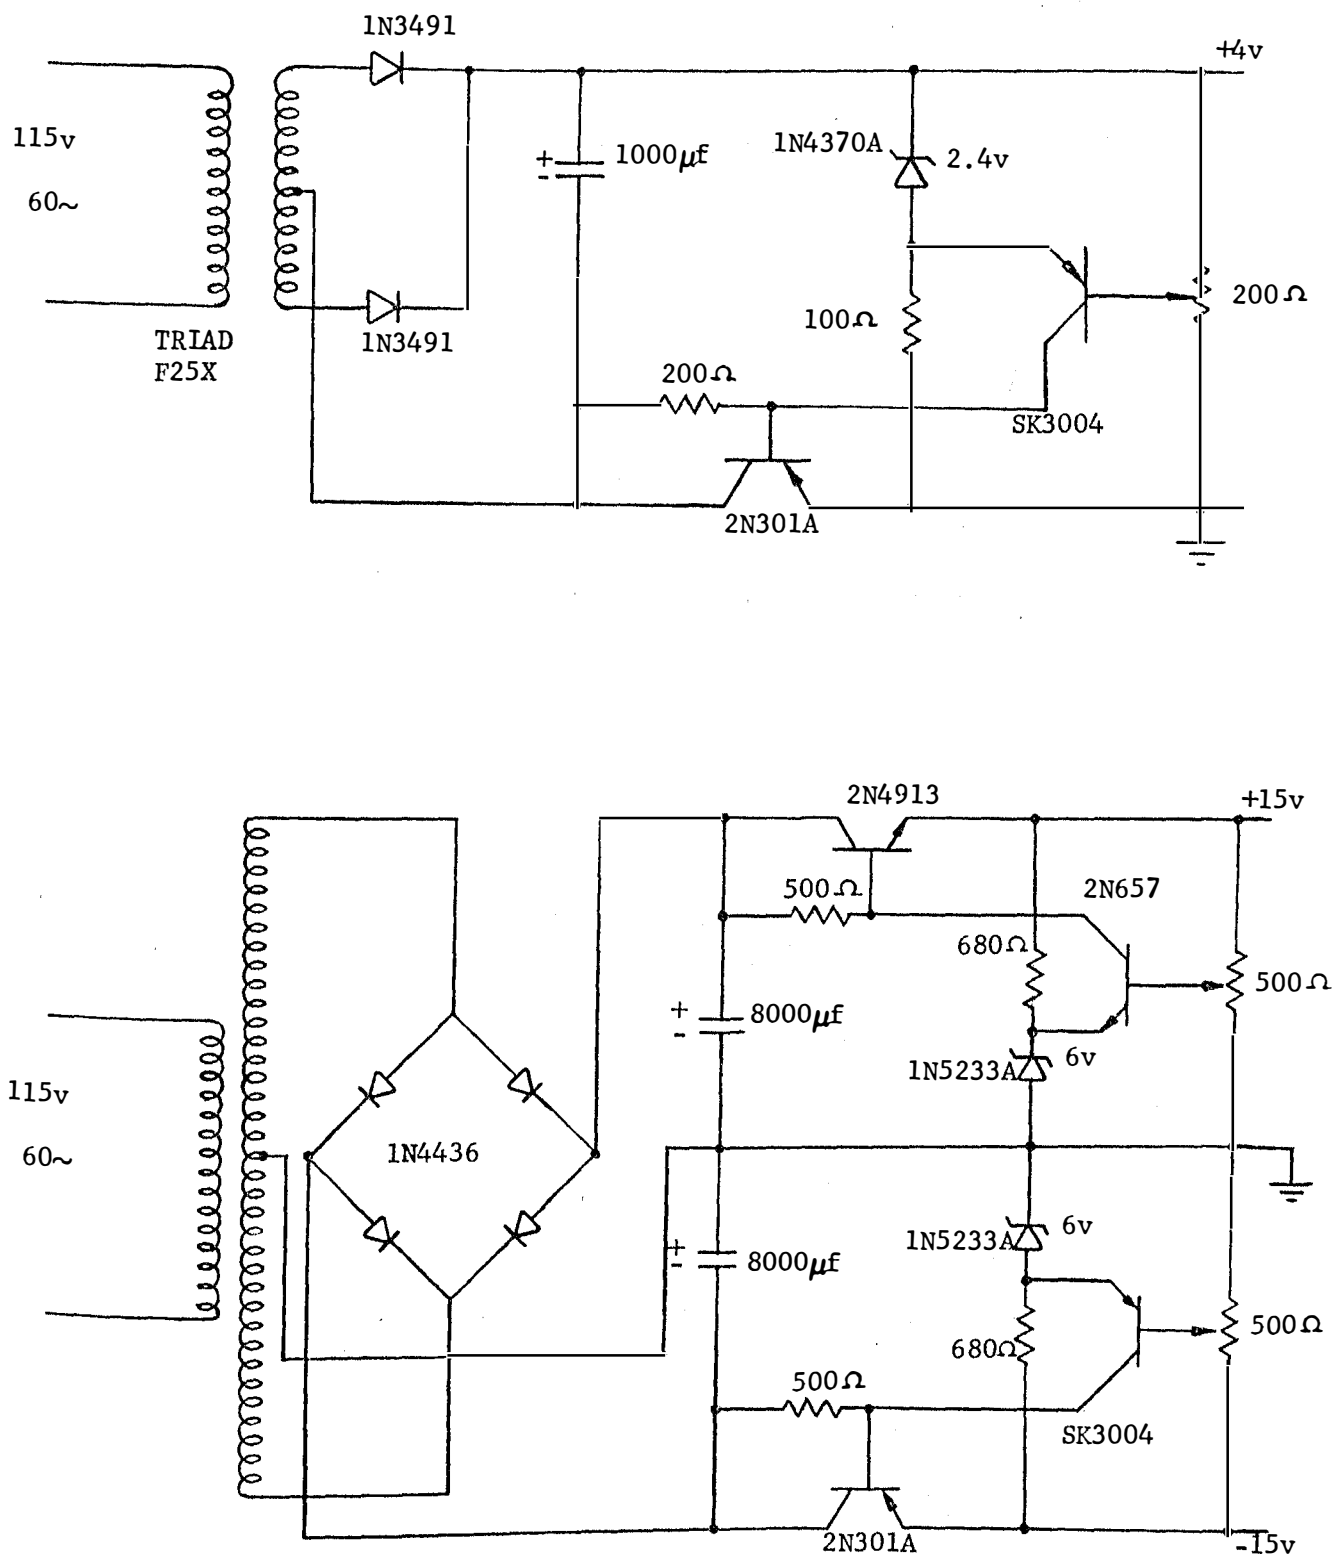 1N3491
+4v
115v
60~
1000μf
+
-
1N4370A
2.4v
100Ω
200Ω
1N3491
TRIAD
F25X
200Ω
SK3004
2N301A
2N4913
+15v
500Ω
2N657
680Ω
500Ω
+
-
8000μf
1N5233A
6v
115v
60~
1N4436
1N5233A
6v
+
-
8000μf
500Ω
680Ω
500Ω
SK3004
2N301A
-15v